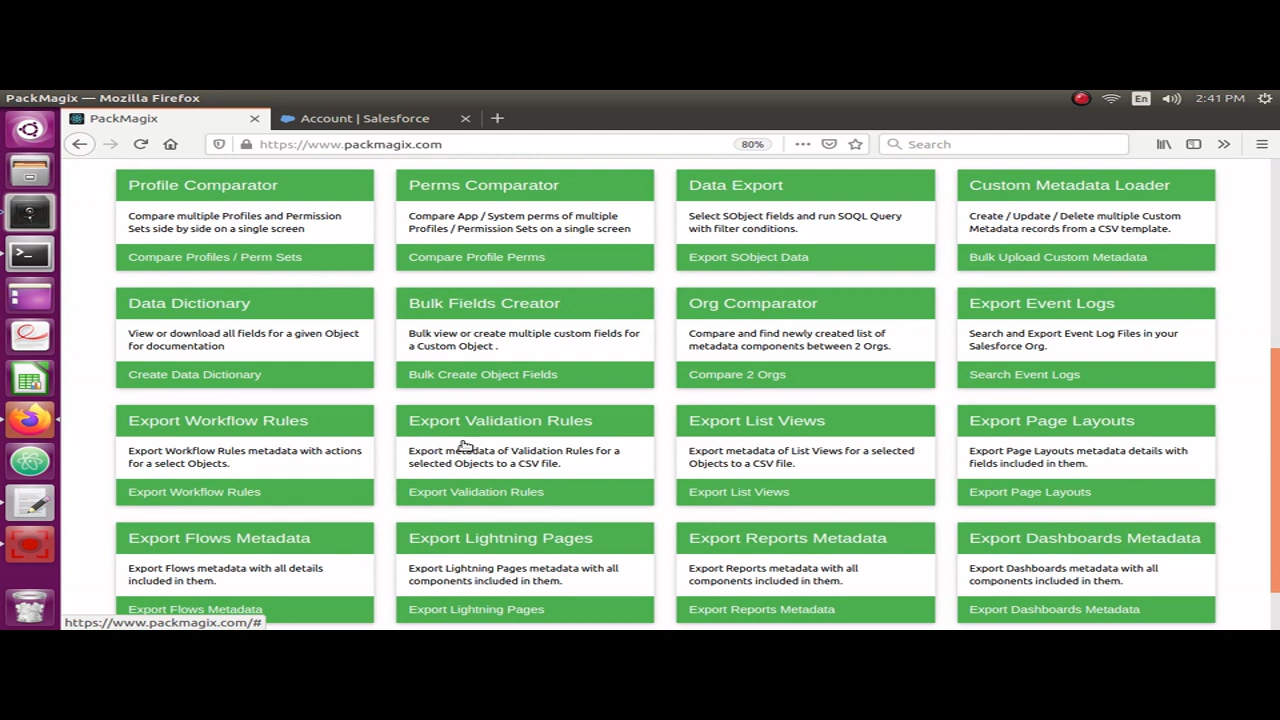 PackMagix — Mozilla Firefox
En
2:41 PM
PackMagix
Account | Salesforce
https://www.packmagix.com
80%
Search
Profile Comparator
Compare multiple Profiles and Permission
Sets side by side on a single screen
Compare Profiles / Perm Sets
Perms Comparator
Compare App / System perms of multiple
Profiles / Permission Sets on a single screen
Compare Profile Perms
Data Export
Select SObject fields and run SOQL Query
with filter conditions.
Export SObject Data
Custom Metadata Loader
Create / Update / Delete multiple Custom
Metadata records from a CSV template.
Bulk Upload Custom Metadata
Data Dictionary
View or download all fields for a given Object
for documentation
Create Data Dictionary
Bulk Fields Creator
Bulk view or create multiple custom fields for
a Custom Object .
Bulk Create Object Fields
Org Comparator
Compare and find newly created list of
metadata components between 2 Orgs.
Compare 2 Orgs
Export Event Logs
Search and Export Event Log Files in your
Salesforce Org.
Search Event Logs
Export Workflow Rules
Export Workflow Rules metadata with actions
for a select Objects.
Export Workflow Rules
Export Validation Rules
Export metadata of Validation Rules for a
selected Objects to a CSV file.
Export Validation Rules
Export List Views
Export metadata of List Views for a selected
Objects to a CSV file.
Export List Views
Export Page Layouts
Export Page Layouts metadata details with
fields included in them.
Export Page Layouts
Export Flows Metadata
Export Flows metadata with all details
included in them.
Export Flows Metadata
Export Lightning Pages
Export Lightning Pages metadata with all
components included in them.
Export Lightning Pages
Export Reports Metadata
Export Reports metadata with all
components included in them.
Export Reports Metadata
Export Dashboards Metadata
Export Dashboards metadata with all
components included in them.
Export Dashboards Metadata
https://www.packmagix.com/#